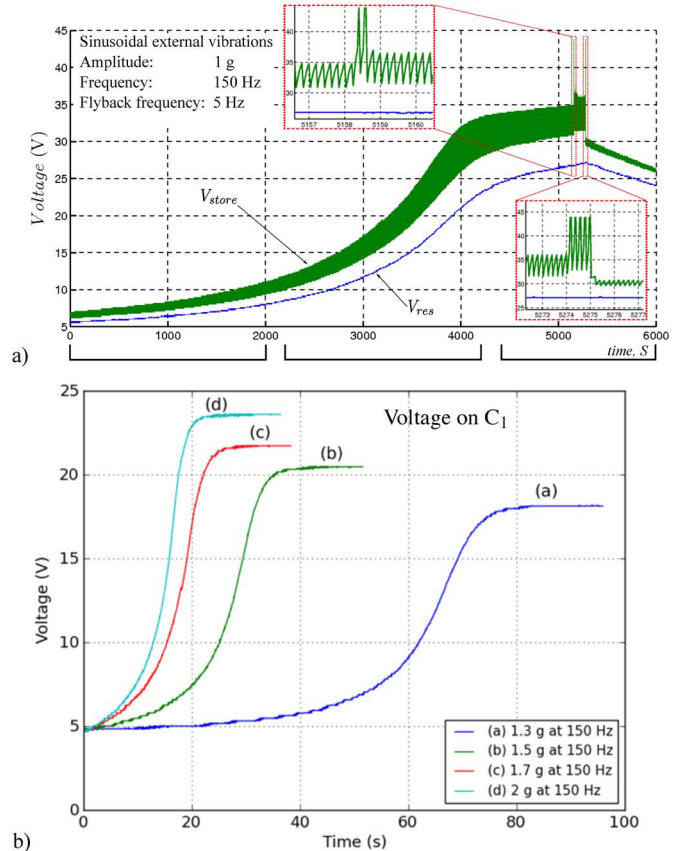 a)
Sinusoidal external vibrations
Amplitude: 1 g
Frequency: 150 Hz
Flyback frequency: 5 Hz
Voltage (V)
45
40
35
30
25
20
15
10
5
0 1000 2000 3000 4000 5000 6000
time, S
V_store
V_res
40
35
30
5157 5158 5159 5160
45
40
35
30
25
5273 5274 5275 5276 5277
b)
Voltage on C₁
Voltage (V)
25
20
15
10
5
0
0 20 40 60 80 100
Time (s)
(d)
(c)
(b)
(a)
(a) 1.3 g at 150 Hz
(b) 1.5 g at 150 Hz
(c) 1.7 g at 150 Hz
(d) 2 g at 150 Hz